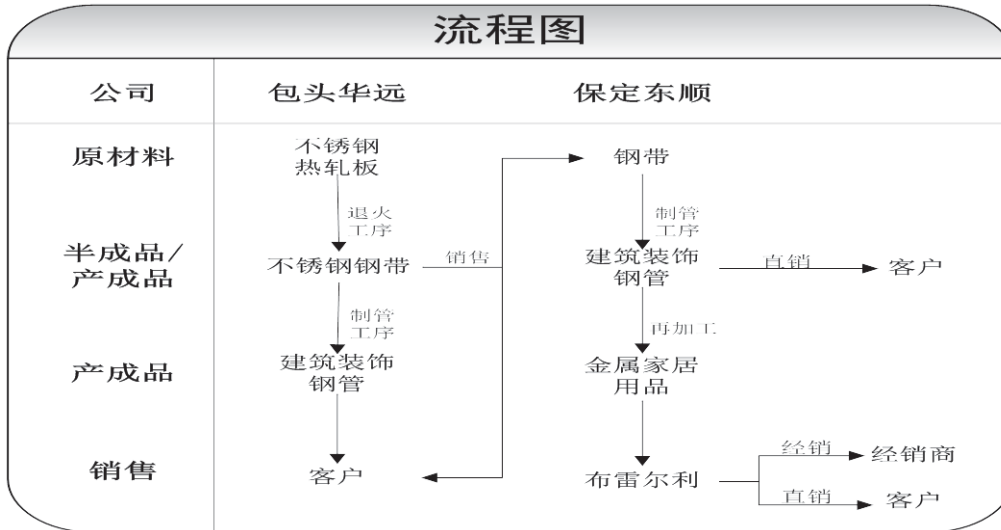 流程图
公司
包头华远
保定东顺
原材料
不锈钢
热轧板
钢带
退火
工序
制管
工序
半成品/
产成品
不锈钢钢带
销售
建筑装饰
钢管
直销
客户
制管
工序
再加工
产成品
建筑装饰
钢管
金属家居
用品
销售
客户
布雷尔利
经销
经销商
直销
客户